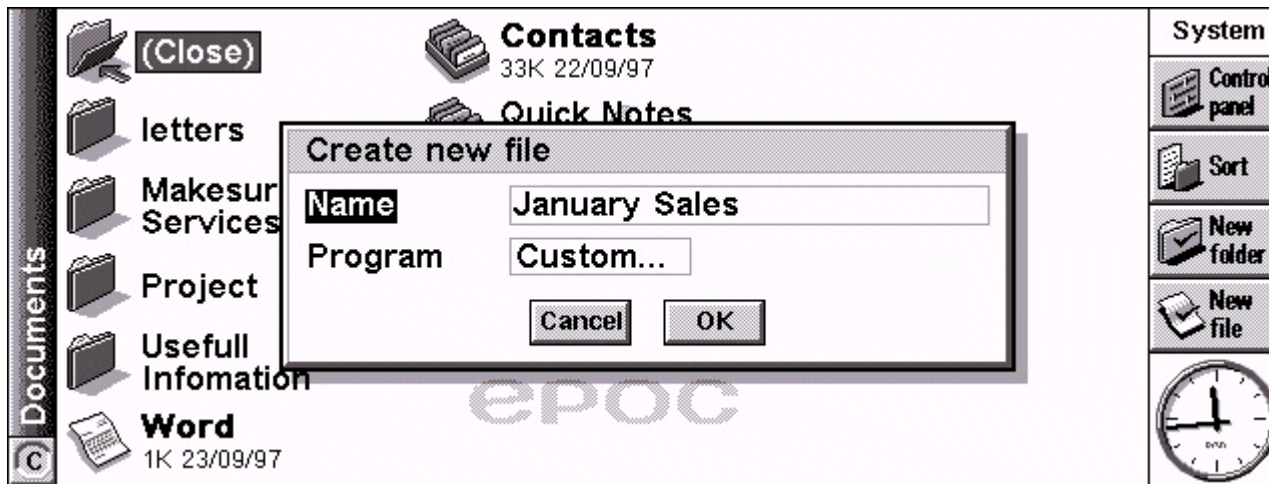 (Close)
Contacts
33K 22/09/97
letters
Quick Notes
Makesur
Services
Project
Usefull
Infomation
Word
1K 23/09/97
Documents
C
Create new file
Name
January Sales
Program
Custom...
Cancel
OK
epoc
System
Control
panel
Sort
New
folder
New
file